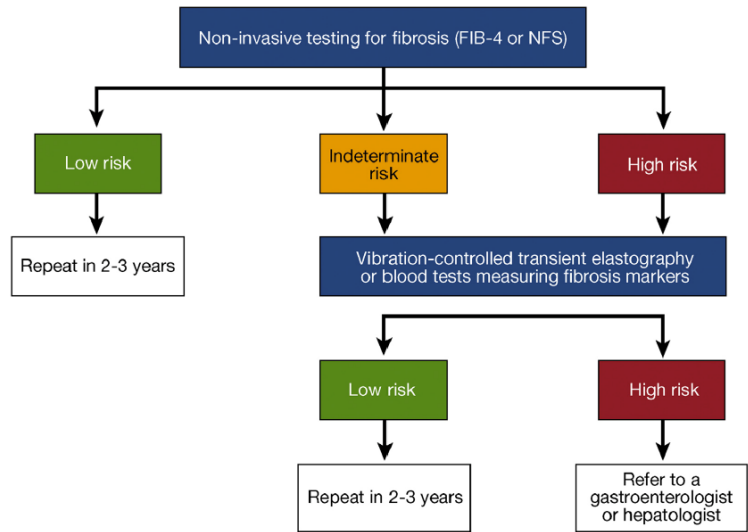 Non-invasive testing for fibrosis (FIB-4 or NFS)
Low risk
Indeterminate
risk
High risk
Repeat in 2-3 years
Vibration-controlled transient elastography
or blood tests measuring fibrosis markers
Low risk
High risk
Repeat in 2-3 years
Refer to a
gastroenterologist
or hepatologist